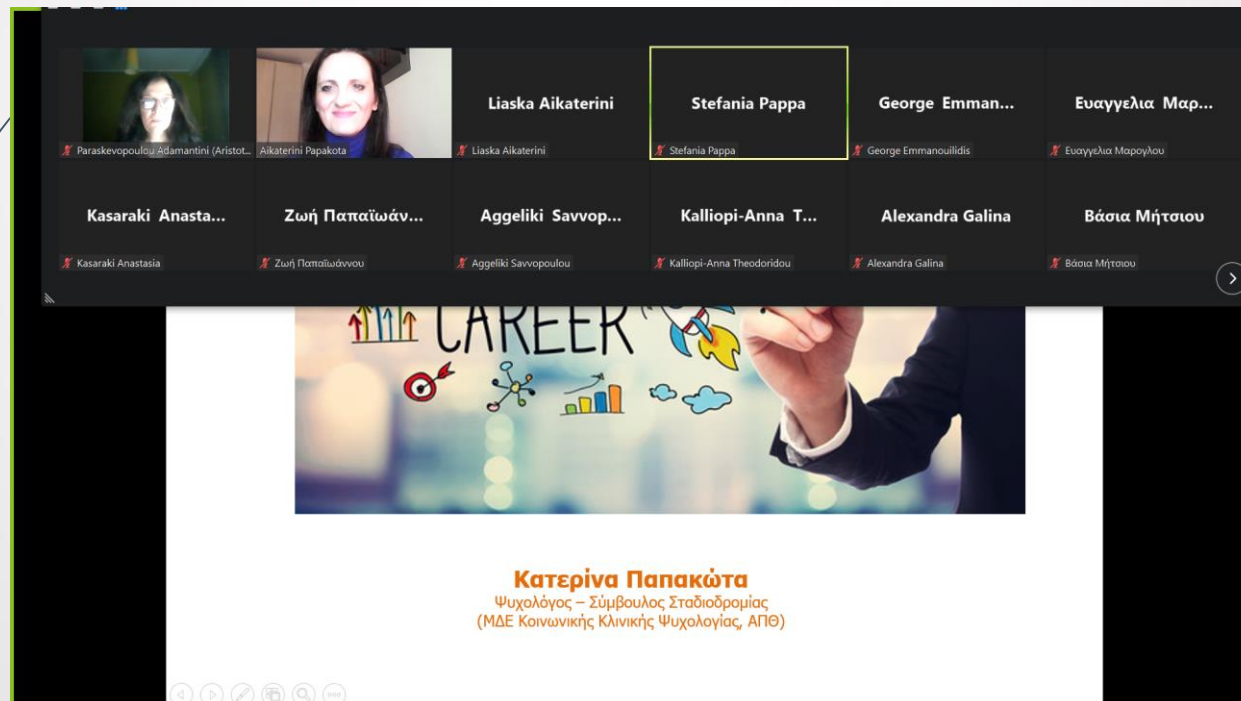 Liaska Aikaterini
Stefania Pappa
George Emman...
Ευαγγελια Μαρ...
Paraskevopoulou Adamantini (Aristot...
Aikaterini Papakota
Liaska Aikaterini
Stefania Pappa
George Emmanouilidis
Ευαγγελια Μαρογλου
Kasaraki Anasta...
Ζωή Παπαϊωάν...
Aggeliki Savvop...
Kalliopi-Anna T...
Alexandra Galina
Βάσια Μήτσιου
Kasaraki Anastasia
Ζωή Παπαϊωάννου
Aggeliki Savvopoulou
Kalliopi-Anna Theodoridou
Alexandra Galina
Βάσια Μήτσιου
CAREER
Κατερίνα Παπακώτα
Ψυχολόγος – Σύμβουλος Σταδιοδρομίας
(ΜΔΕ Κοινωνικής Κλινικής Ψυχολογίας, ΑΠΘ)